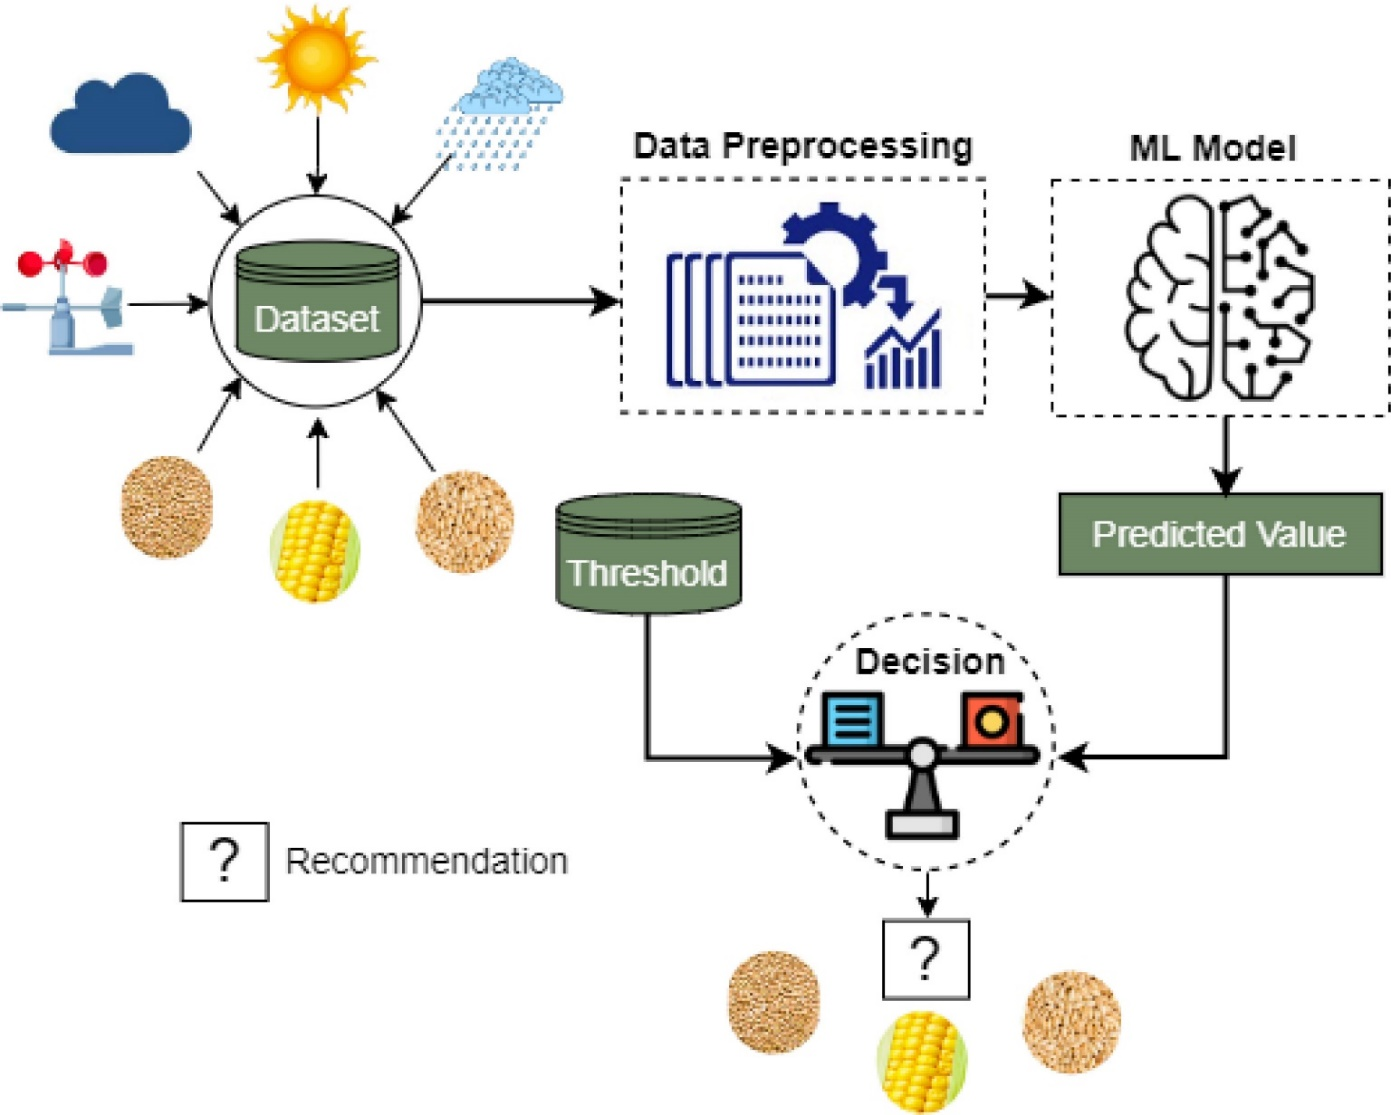 Data Preprocessing
ML Model
Dataset
Predicted Value
Threshold
Decision
? Recommendation
?